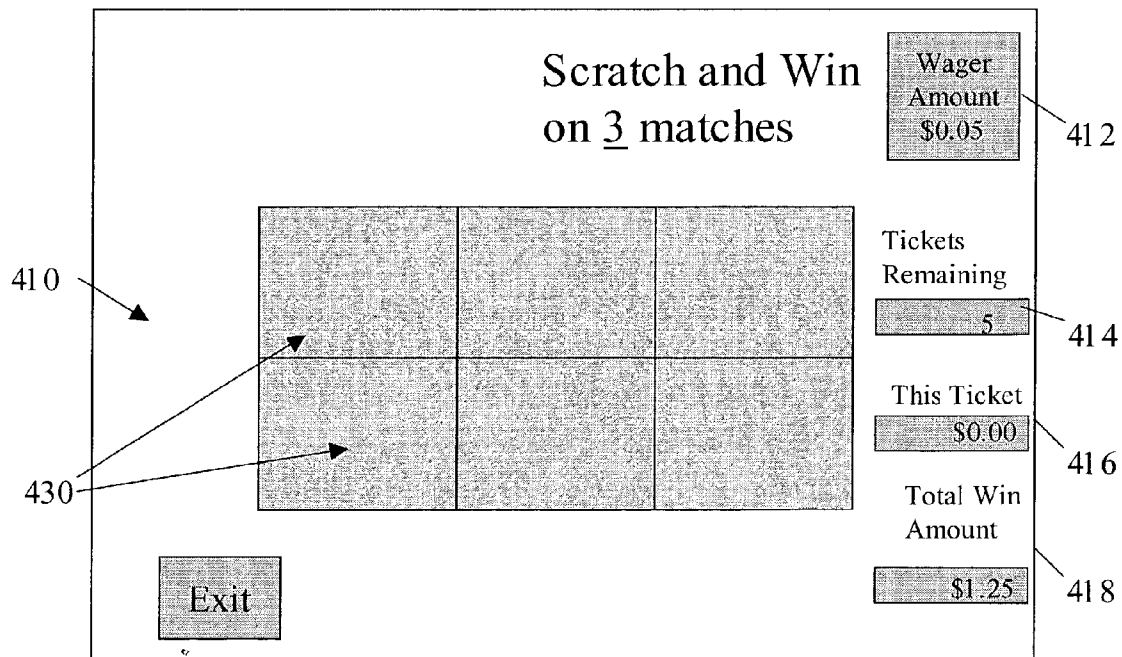 Scratch and Win
on 3 matches
Wager
Amount
$0.05
412
Tickets
Remaining
5
414
410
This Ticket
$0.00
416
430
Total Win
Amount
$1.25
418
Exit